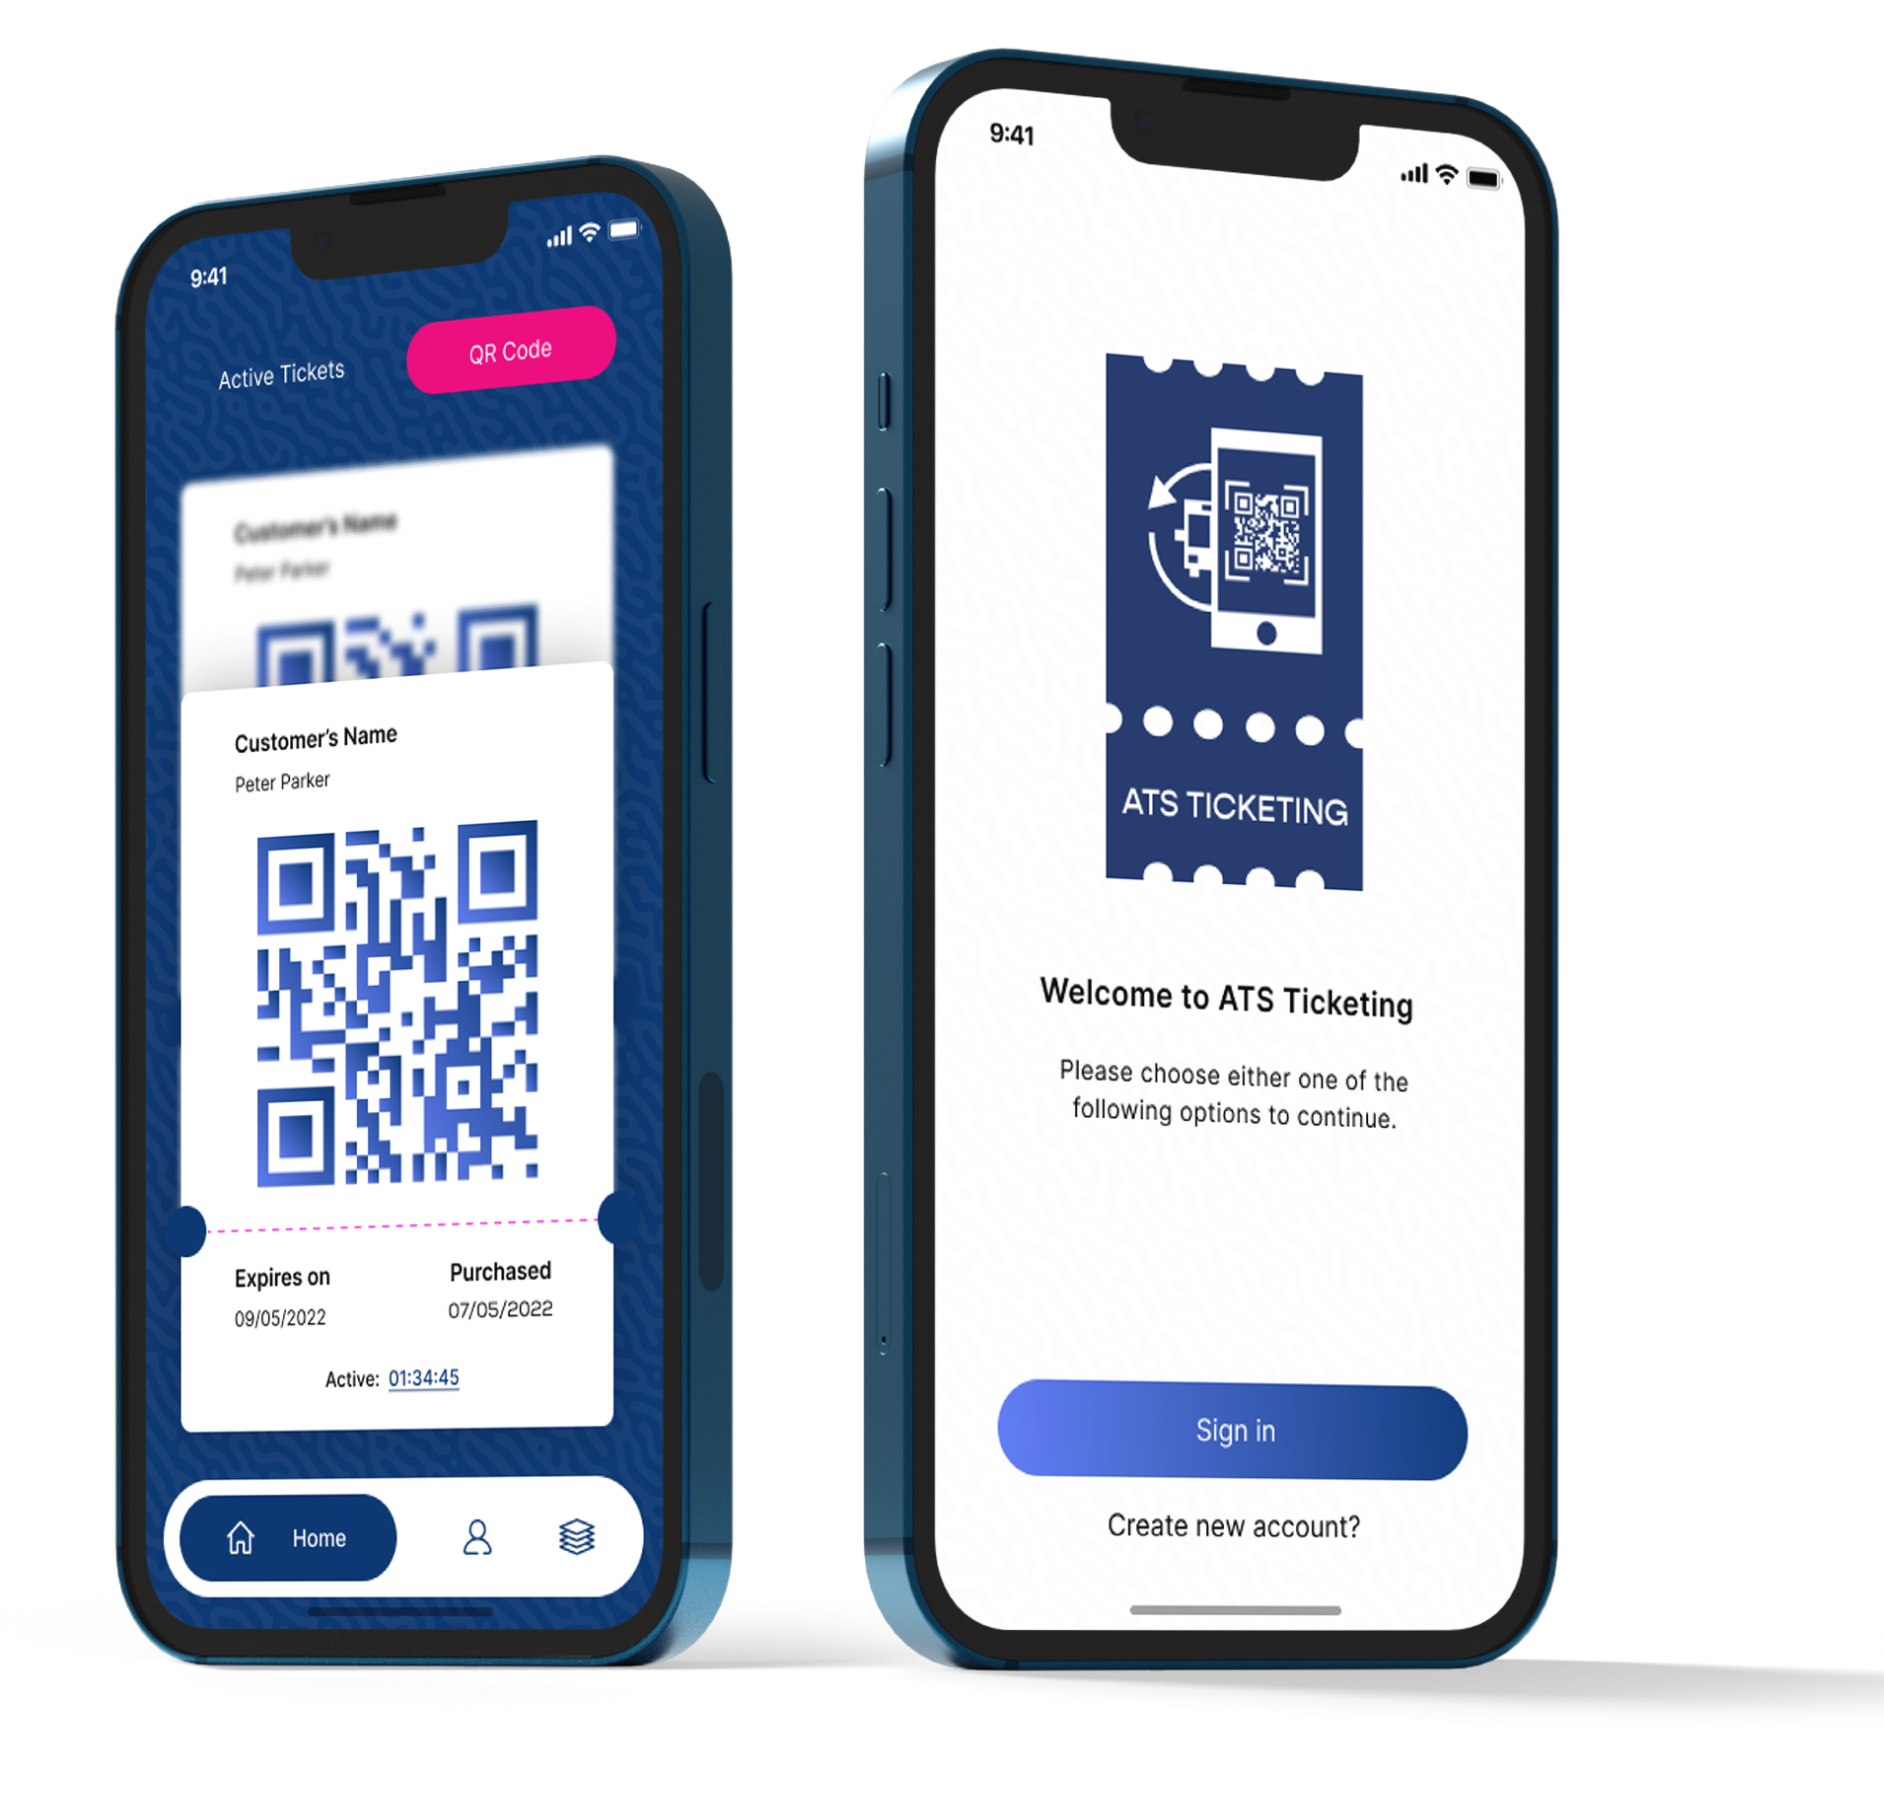 9:41
Active Tickets
QR Code
Customer's Name
Peter Parker
Customer’s Name
Peter Parker
Expires on
Purchased
09/05/2022
07/05/2022
Active: 01:34:45
Home
9:41
ATS TICKETING
Welcome to ATS Ticketing
Please choose either one of the
following options to continue.
Sign in
Create new account?